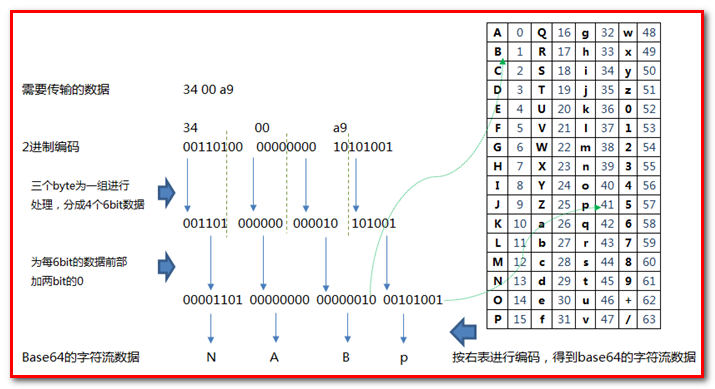 需要传输的数据 34 00 a9
34 00 a9
2进制编码 00110100 00000000 10101001
三个byte为一组进行
处理，分成4个6bit数据
001101 000000 000010 101001
为每6bit的数据前部
加两bit的0
00001101 00000000 00000010 00101001
Base64的字符流数据 N A B p
按右表进行编码，得到base64的字符流数据
A 0 Q 16 g 32 w 48
B 1 R 17 h 33 x 49
C 2 S 18 i 34 y 50
D 3 T 19 j 35 z 51
E 4 U 20 k 36 0 52
F 5 V 21 l 37 1 53
G 6 W 22 m 38 2 54
H 7 X 23 n 39 3 55
I 8 Y 24 o 40 4 56
J 9 Z 25 p 41 5 57
K 10 a 26 q 42 6 58
L 11 b 27 r 43 7 59
M 12 c 28 s 44 8 60
N 13 d 29 t 45 9 61
O 14 e 30 u 46 + 62
P 15 f 31 v 47 / 63